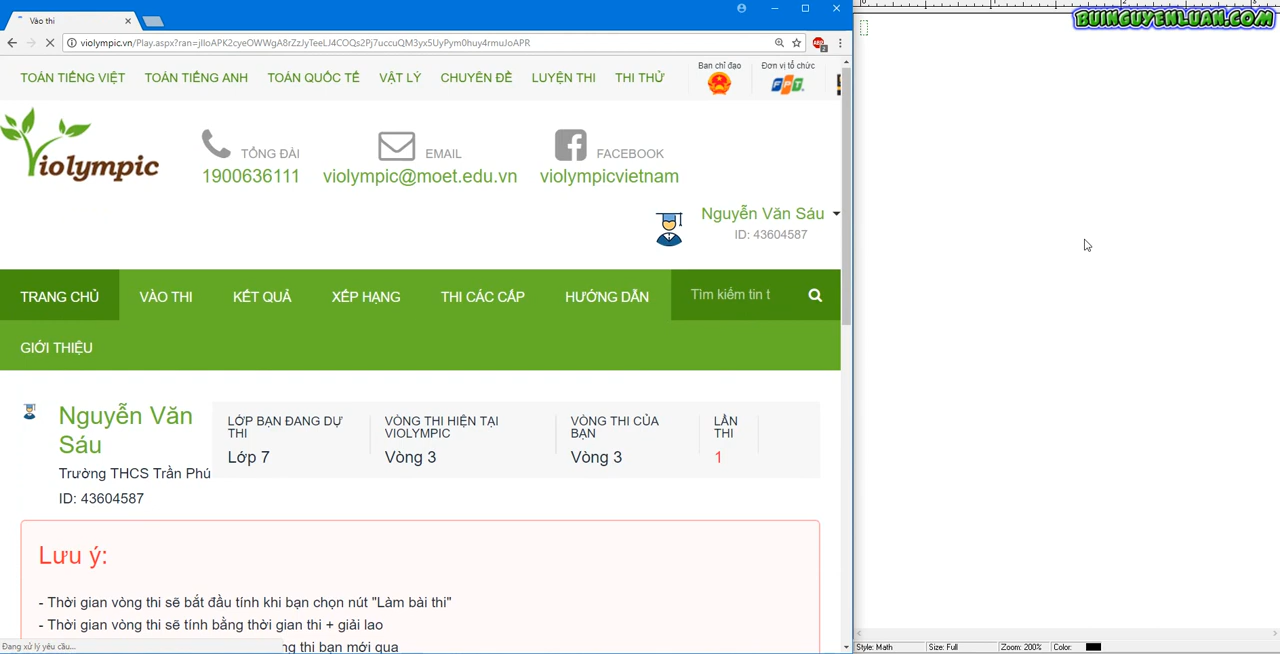 Vào thi
BUINGUYENLUAN.COM
violympic.vn/Play.aspx?ran=jIloAPK2cyeOWWgA8rZzJyTeeLJ4COQs2Pj7uccuQM3yx5UyPym0huy4rmuJoAPR
TOÁN TIẾNG VIỆT TOÁN TIẾNG ANH TOÁN QUỐC TẾ VẬT LÝ CHUYÊN ĐỀ LUYỆN THI THI THỬ
Ban chỉ đạo Đơn vị tổ chức
FPT
Violympic
TỔNG ĐÀI
1900636111
EMAIL
violympic@moet.edu.vn
FACEBOOK
violympicvietnam
Nguyễn Văn Sáu
ID: 43604587
TRANG CHỦ VÀO THI KẾT QUẢ XẾP HẠNG THI CÁC CẤP HƯỚNG DẪN Tìm kiếm tin t
GIỚI THIỆU
Nguyễn Văn
Sáu
Trường THCS Trần Phú
ID: 43604587
LỚP BẠN ĐANG DỰ
THI
Lớp 7
VÒNG THI HIỆN TẠI
VIOLYMPIC
Vòng 3
VÒNG THI CỦA
BẠN
Vòng 3
LẦN
THI
1
Lưu ý:
- Thời gian vòng thi sẽ bắt đầu tính khi bạn chọn nút "Làm bài thi"
- Thời gian vòng thi sẽ tính bằng thời gian thi + giải lao
ng thi bạn mới qua
Đang xử lý yêu cầu...
Style: Math Size: Full Zoom: 200% Color: